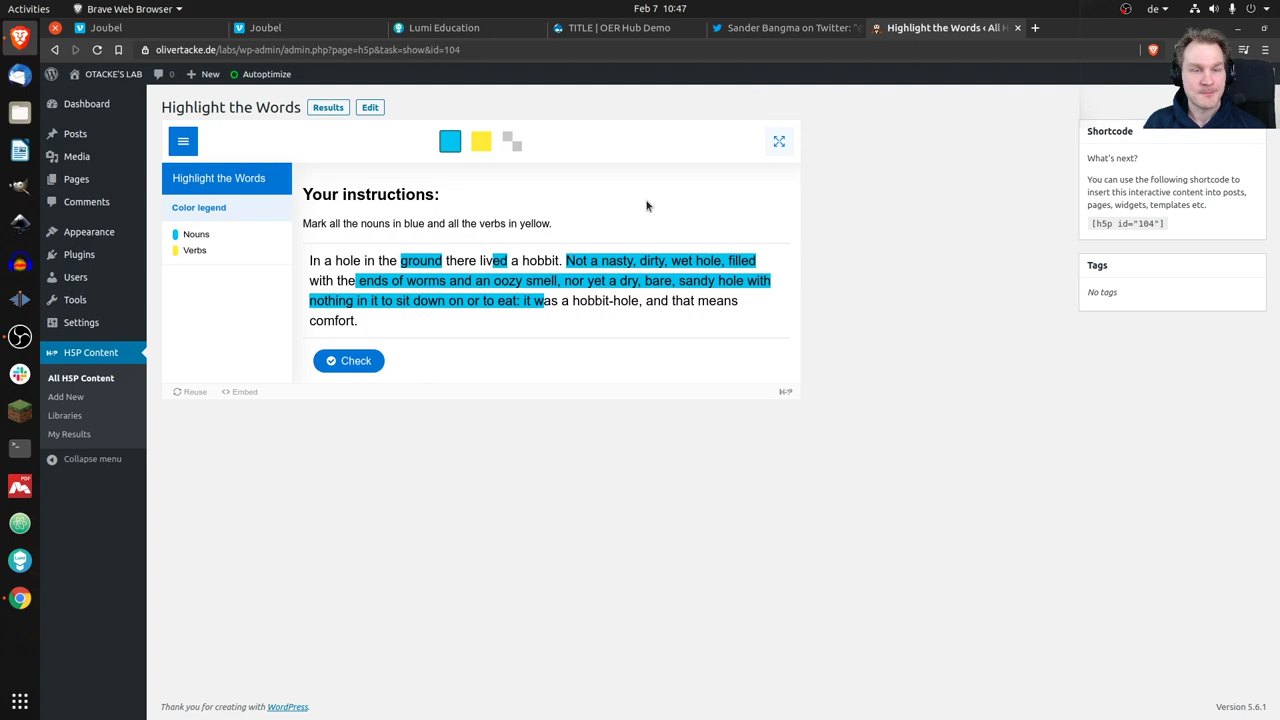 Activities
Brave Web Browser
Feb 7 10:47
de
Joubel
Joubel
Lumi Education
TITLE | OER Hub Demo
Sander Bangma on Twitter: "
Highlight the Words ‹ All H
olivertacke.de/labs/wp-admin/admin.php?page=h5p&task=show&id=104
OTACKE'S LAB
0
New
Autoptimize
Dashboard
Posts
Media
Pages
Comments
Appearance
Plugins
Users
Tools
Settings
H5P Content
All H5P Content
Add New
Libraries
My Results
Collapse menu
Highlight the Words
Results
Edit
Highlight the Words
Color legend
Nouns
Verbs
Your instructions:
Mark all the nouns in blue and all the verbs in yellow.
In a hole in the ground there lived a hobbit. Not a nasty, dirty, wet hole, filled
with the ends of worms and an oozy smell, nor yet a dry, bare, sandy hole with
nothing in it to sit down on or to eat: it was a hobbit-hole, and that means
comfort.
Check
Reuse
Embed
H5P
Shortcode
What's next?
You can use the following shortcode to
insert this interactive content into posts,
pages, widgets, templates etc.
[h5p id="104"]
Tags
No tags
Thank you for creating with WordPress.
Version 5.6.1